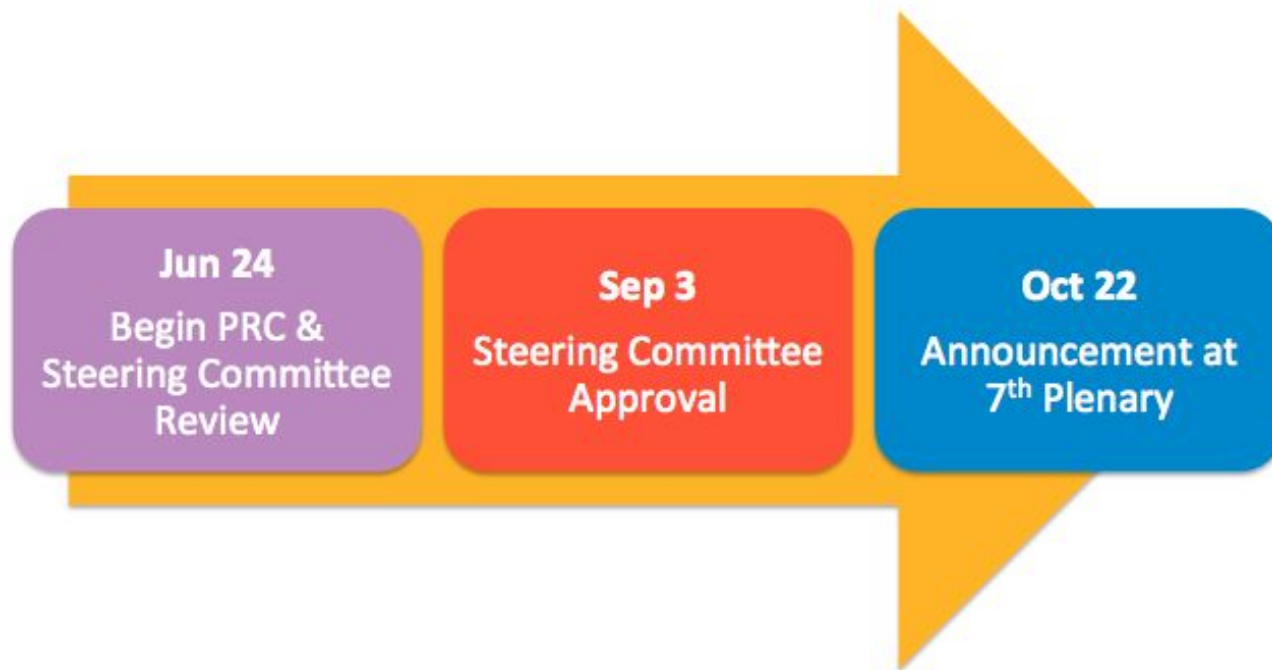 Jun 24
Begin PRC &
Steering Committee
Review
Sep 3
Steering Committee
Approval
Oct 22
Announcement at
7th Plenary